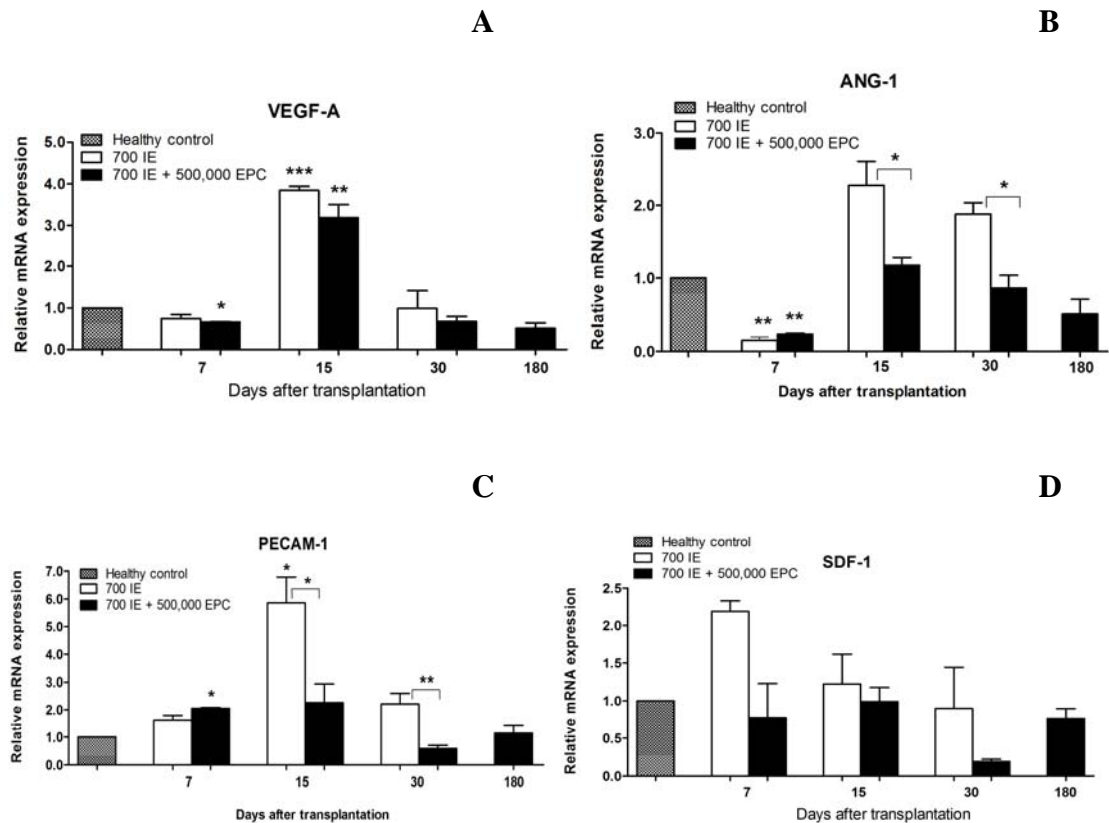 A
VEGF-A
Healthy control
700 IE
700 IE + 500,000 EPC
Relative mRNA expression
5.0
4.0
3.0
2.0
1.0
0.0
*
***
**
7
15
30
180
Days after transplantation
B
ANG-1
Healthy control
700 IE
700 IE + 500,000 EPC
Relative mRNA expression
3.0
2.0
1.0
0.0
**
**
*
*
7
15
30
180
Days after transplantation
C
PECAM-1
Healthy control
700 IE
700 IE + 500,000 EPC
Relative mRNA expression
7.0
6.0
5.0
4.0
3.0
2.0
1.0
0.0
*
*
*
**
7
15
30
180
Days after transplantation
D
Healthy control
700 IE
700 IE + 500,000 EPC
SDF-1
Relative mRNA expression
2.5
2.0
1.5
1.0
0.5
0.0
7
15
30
180
Days after transplantation